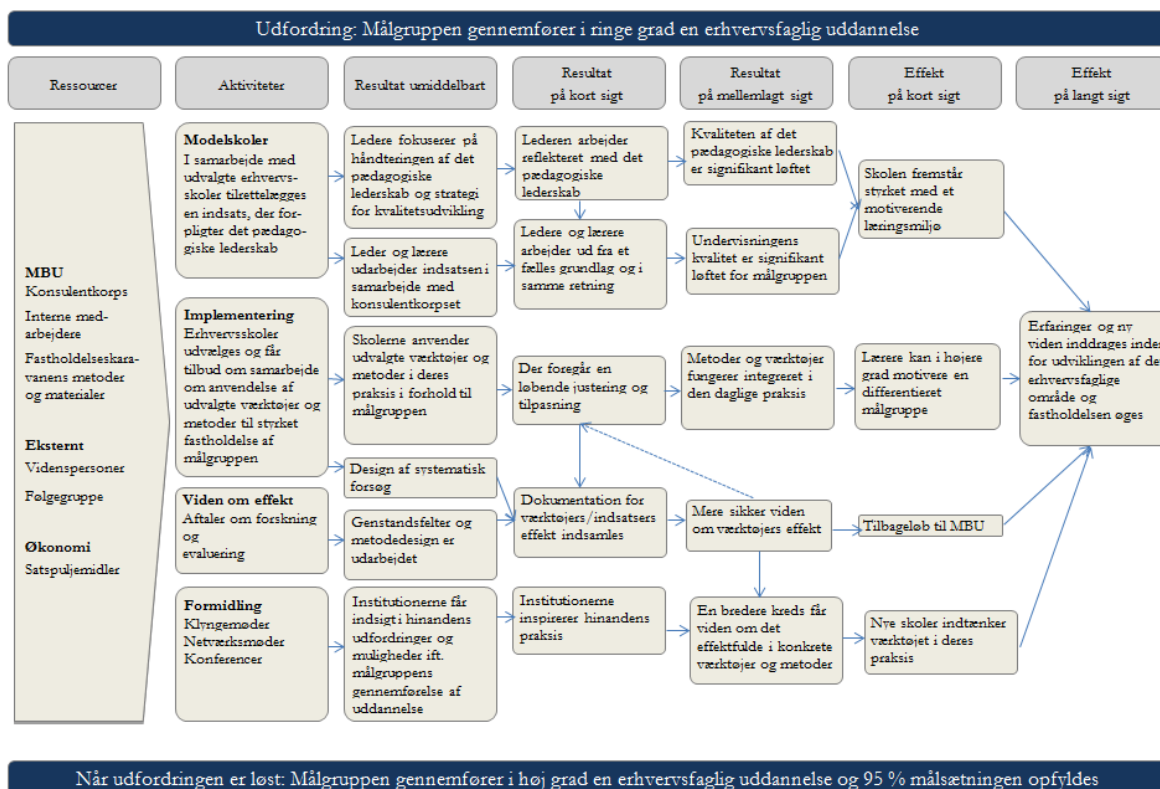 Udfordring: Målgruppen gennemfører i ringe grad en erhvervsfaglig uddannelse
Ressourcer
Aktiviteter
Resultat umiddelbart
Resultat
på kort sigt
Resultat
på mellemlagt sigt
Effekt
på kort sigt
Effekt
på langt sigt
MBU
Konsulentkorps
Interne med-
arbejdere
Fastholdelseskara-
vanens metoder
og materialer
Eksternt
Videnspersoner
Følgegruppe
Økonomi
Satspuljemidler
Modelskoler
I samarbejde med
udvalgte erhvervs-
skoler tilrettelægges
en indsats, der for-
pligter det pædago-
giske lederskab
Implementering
Erhvervsskoler
udvælges og får
tilbud om samarbejde
om anvendelse af
udvalgte værktøjer og
metoder til styrket
fastholdelse af
målgruppen
Viden om effekt
Aftaler om forskning
og
evaluering
Formidling
Klyngemøder
Netværksmøder
Konferencer
Ledere fokuserer på
håndteringen af det
pædagogiske
lederskab og strategi
for kvalitetsudvikling
Leder og lærere
udarbejder indsatsen i
samarbejde med
konsulentkorpset
Skolerne anvender
udvalgte værktøjer og
metoder i deres
praksis i forhold til
målgruppen
Design af systematisk
forsøg
Genstandsfelter og
metodedesign er
udarbejdet
Institutionerne får
indsigt i hinandens
udfordringer og
muligheder ift.
målgruppens
gennemførelse af
uddannelse
Lederen arbejder
reflekteret med det
pædagogiske
lederskab
Ledere og lærere
arbejder ud fra et
fælles grundlag og i
samme retning
Der foregår en
løbende justering og
tilpasning
Dokumentation for
værktøjers/indsatsers
effekt indsamles
Institutionerne
inspirerer hinandens
praksis
Kvaliteten af det
pædagogiske lederskab
er signifikant løftet
Undervisningens
kvalitet er signifikant
løftet for målgruppen
Metoder og værktøjer
fungerer integreret i
den daglige praksis
Mere sikker viden
om værktøjers effekt
En bredere kreds får
viden om det
effektfulde i konkrete
værktøjer og metoder
Skolen fremstår
styrket med et
motiverende
læringsmiljø
Lærere kan i højere
grad motivere en
differentieret
målgruppe
Tilbageløb til MBU
Nye skoler indtænker
værktøjet i deres
praksis
Erfaringer og ny
viden inddrages inden
for udviklingen af det
erhvervsfaglige
område og
fastholdelsen øges
Når udfordringen er løst: Målgruppen gennemfører i høj grad en erhvervsfaglig uddannelse og 95 % målsætningen opfyldes